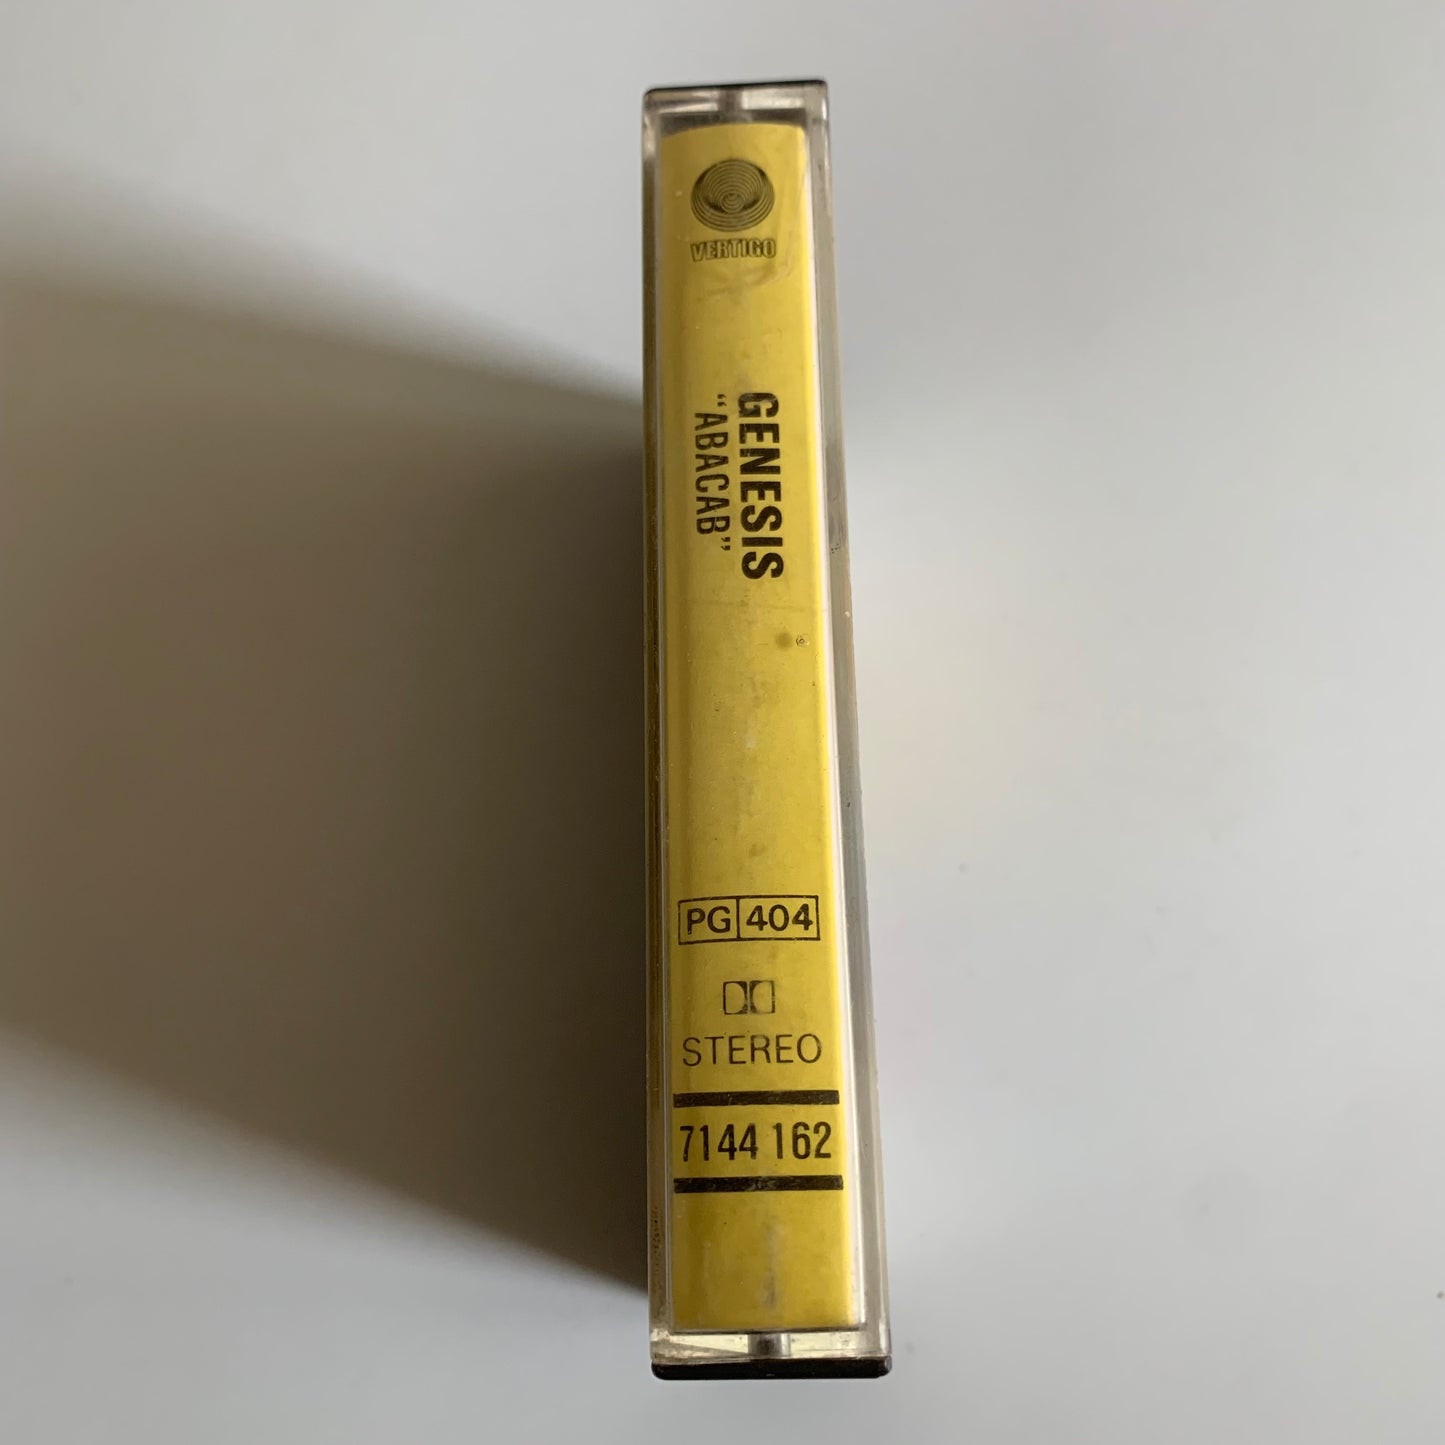 VERTIGO
GENESIS
“ABACAB”
PG 404
STEREO
7144 162